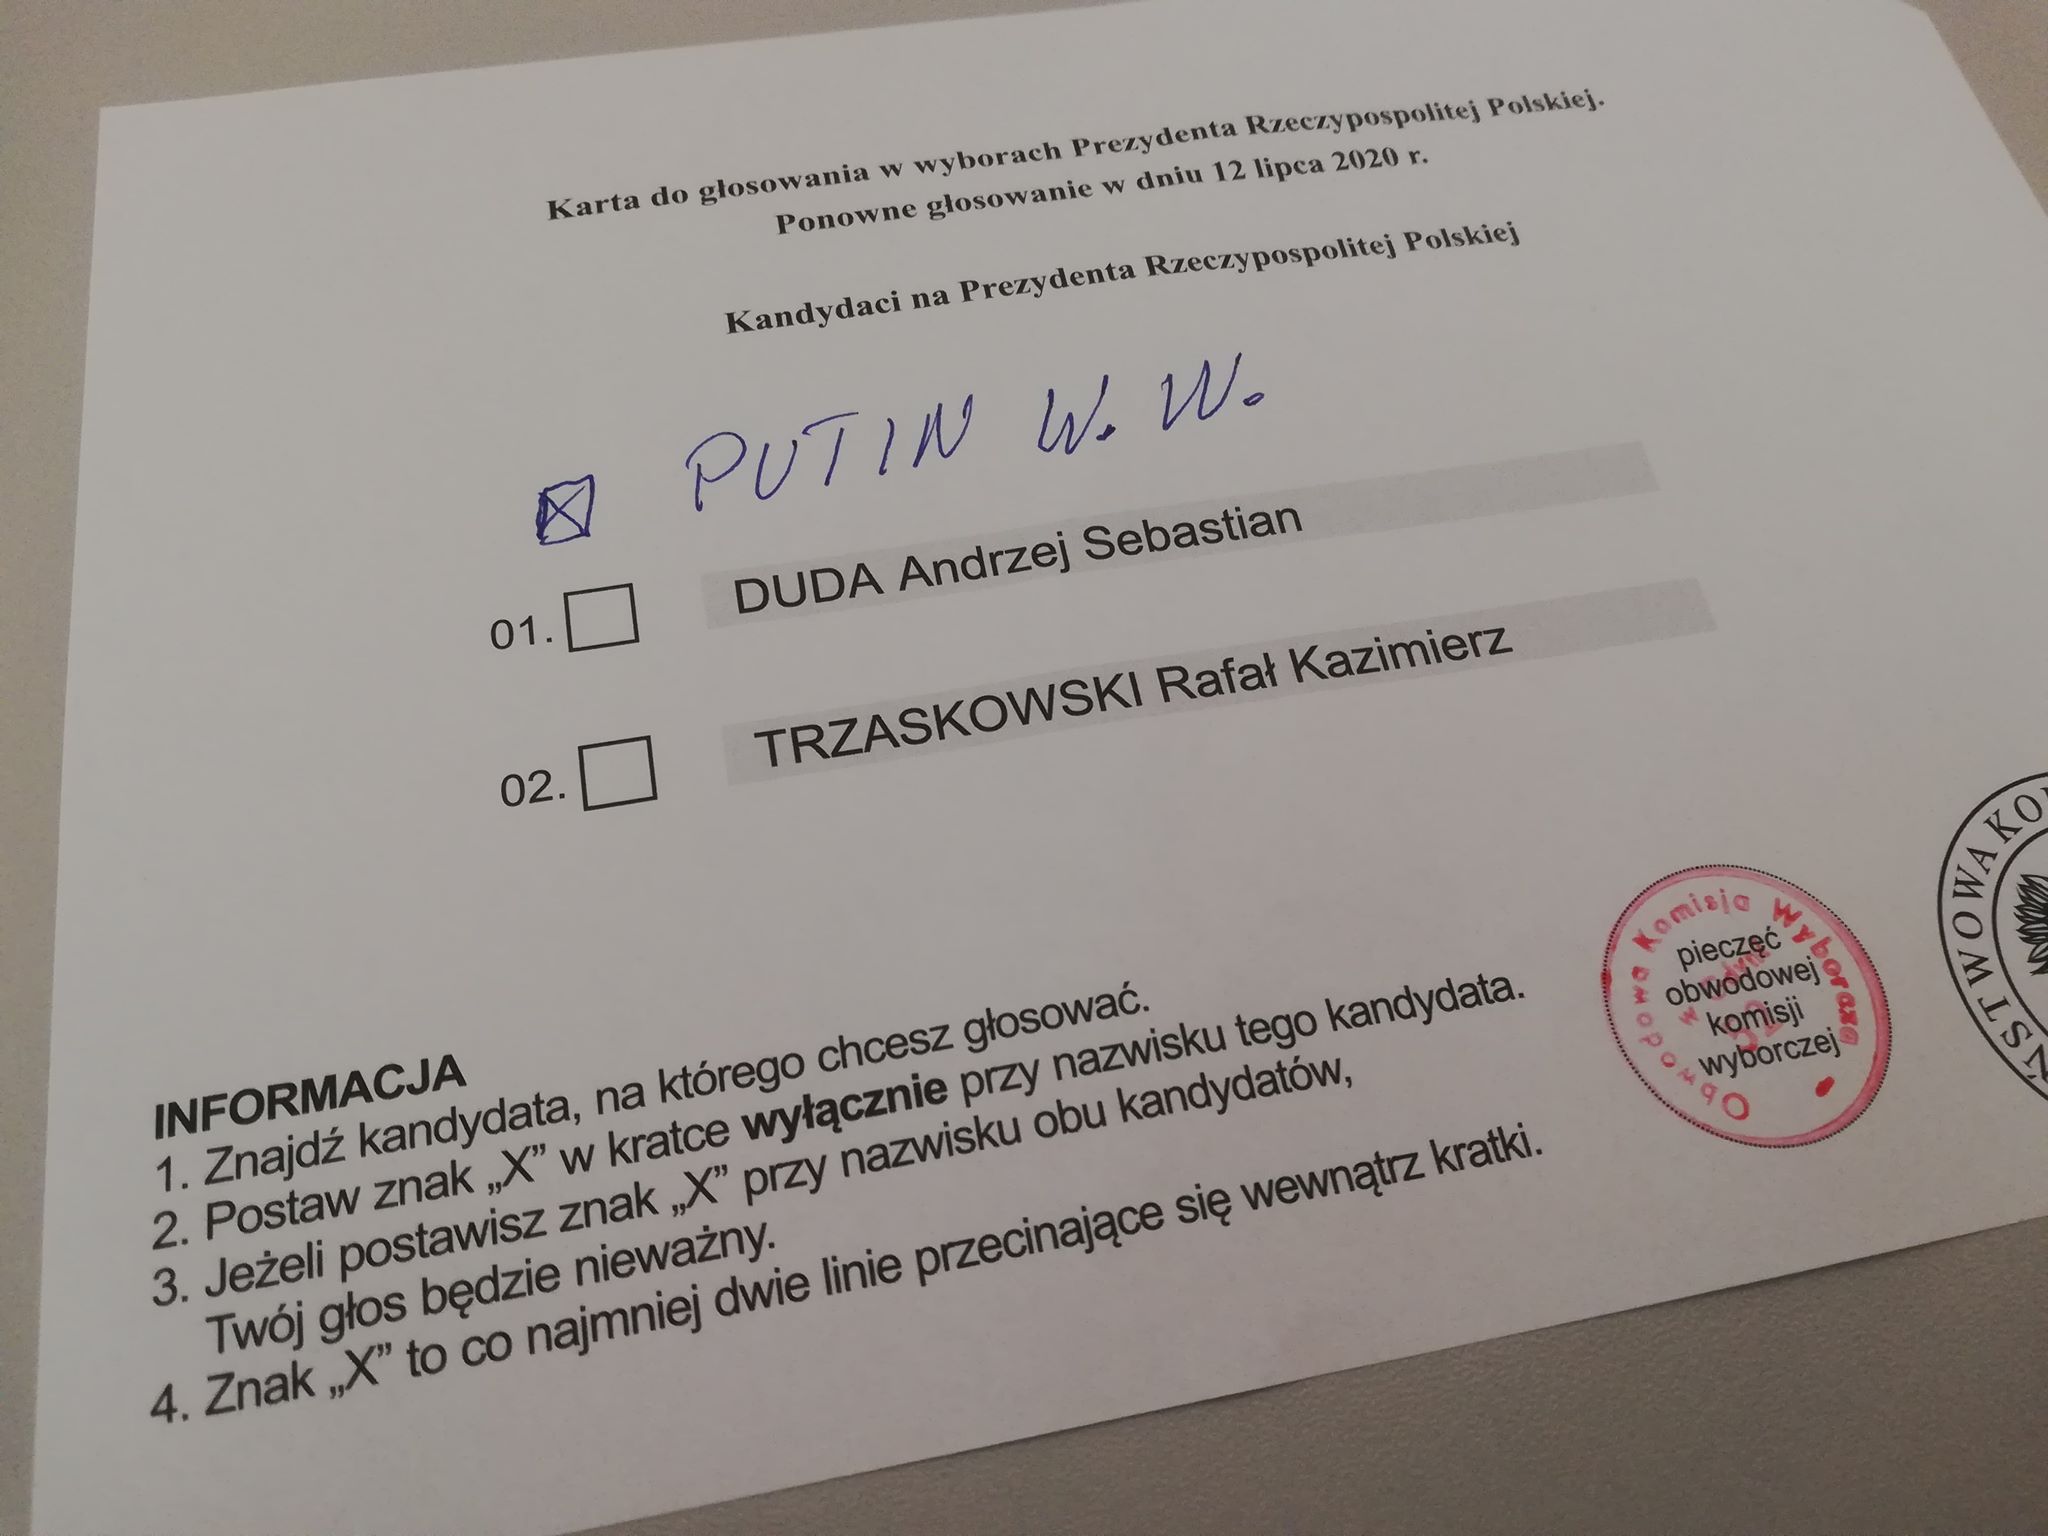 Karta do głosowania w wyborach Prezydenta Rzeczypospolitej Polskiej.
Ponowne głosowanie w dniu 12 lipca 2020 r.
Kandydaci na Prezydenta Rzeczypospolitej Polskiej
PUTIN W. W.
01. DUDA Andrzej Sebastian
02. TRZASKOWSKI Rafał Kazimierz
INFORMACJA
1. Znajdź kandydata, na którego chcesz głosować.
2. Postaw znak „X” w kratce wyłącznie przy nazwisku tego kandydata.
3. Jeżeli postawisz znak „X” przy nazwisku obu kandydatów,
Twój głos będzie nieważny.
4. Znak „X” to co najmniej dwie linie przecinające się wewnątrz kratki.
Obwodowa Komisja Wyborcza
pieczęć
obwodowej
komisji
wyborczej